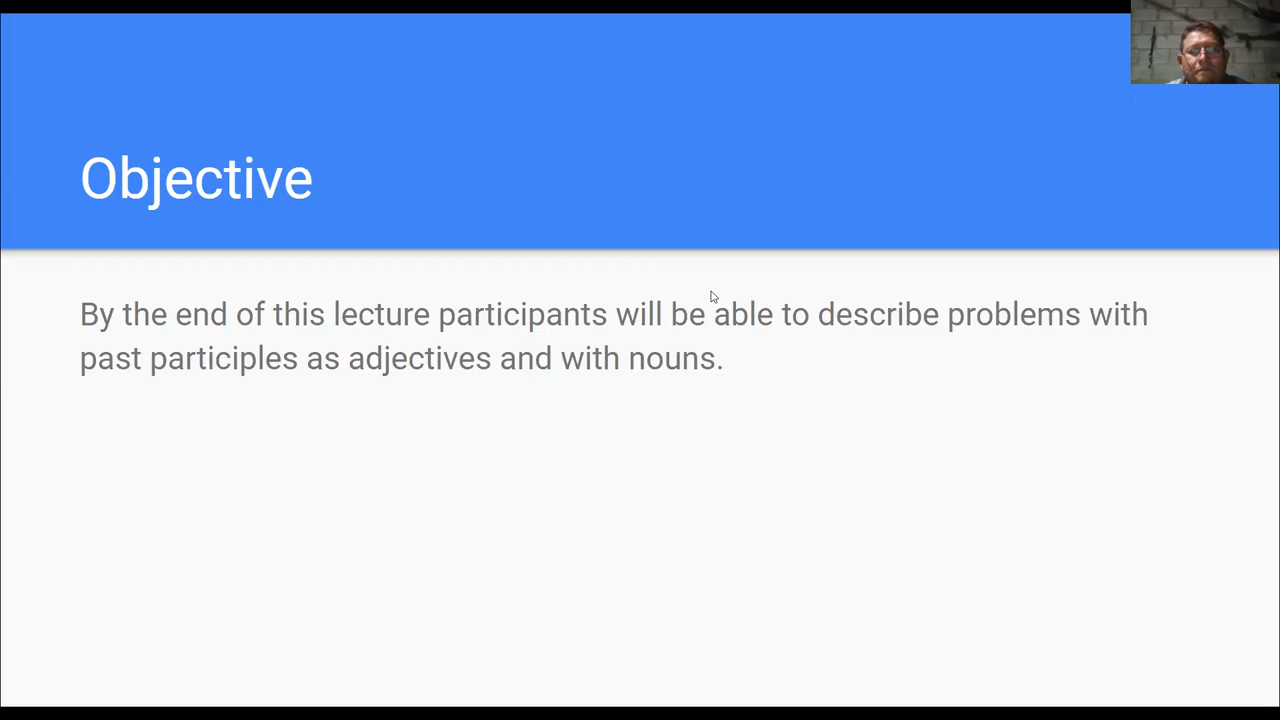 Objective
By the end of this lecture participants will be able to describe problems with
past participles as adjectives and with nouns.